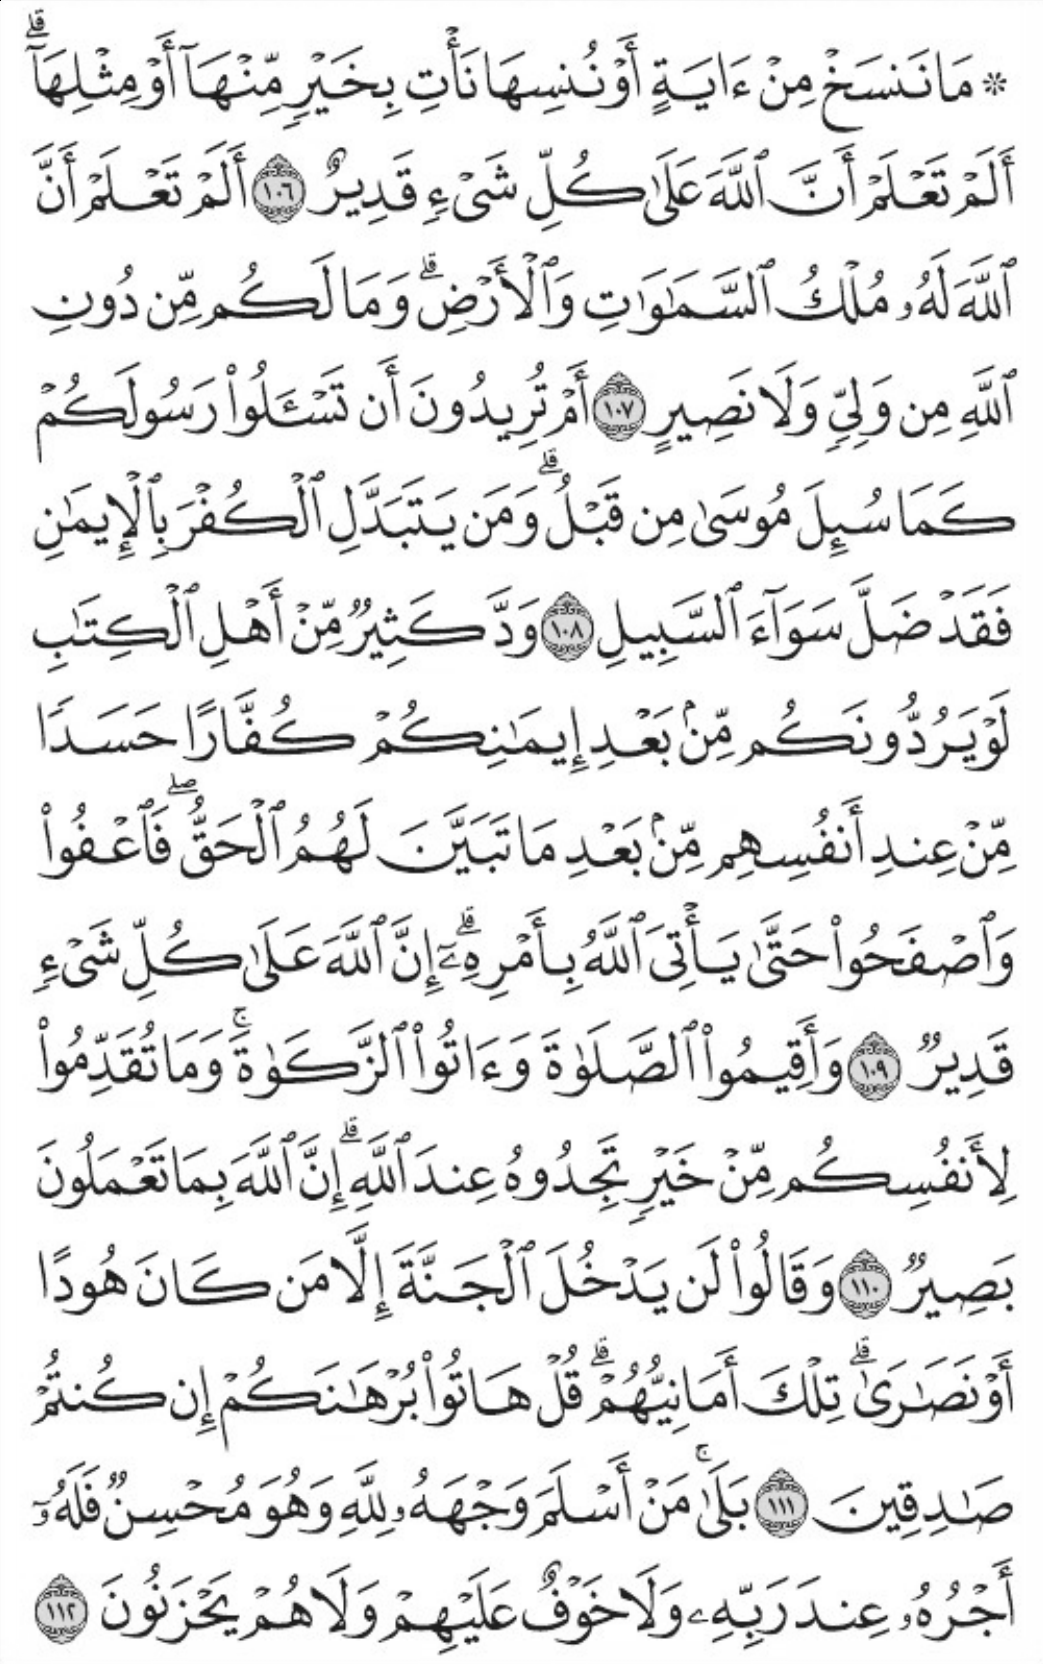 ۞ مَا نَنسَخۡ مِنۡ ءَايَةٍ أَوۡ نُنسِهَا نَأۡتِ بِخَيۡرٖ مِّنۡهَآ أَوۡ مِثۡلِهَآۗ
أَلَمۡ تَعۡلَمۡ أَنَّ ٱللَّهَ عَلَىٰ كُلِّ شَيۡءٖ قَدِيرٌ ١٠٦ أَلَمۡ تَعۡلَمۡ أَنَّ
ٱللَّهَ لَهُۥ مُلۡكُ ٱلسَّمَٰوَٰتِ وَٱلۡأَرۡضِۗ وَمَا لَكُم مِّن دُونِ
ٱللَّهِ مِن وَلِيّٖ وَلَا نَصِيرٍ ١٠٧ أَمۡ تُرِيدُونَ أَن تَسۡـَٔلُواْ رَسُولَكُمۡ
كَمَا سُئِلَ مُوسَىٰ مِن قَبۡلُۗ وَمَن يَتَبَدَّلِ ٱلۡكُفۡرَ بِٱلۡإِيمَٰنِ
فَقَدۡ ضَلَّ سَوَآءَ ٱلسَّبِيلِ ١٠٨ وَدَّ كَثِيرٞ مِّنۡ أَهۡلِ ٱلۡكِتَٰبِ
لَوۡ يَرُدُّونَكُم مِّنۢ بَعۡدِ إِيمَٰنِكُمۡ كُفَّارًا حَسَدٗا
مِّنۡ عِندِ أَنفُسِهِم مِّنۢ بَعۡدِ مَا تَبَيَّنَ لَهُمُ ٱلۡحَقُّۖ فَٱعۡفُواْ
وَٱصۡفَحُواْ حَتَّىٰ يَأۡتِيَ ٱللَّهُ بِأَمۡرِهِۦٓۗ إِنَّ ٱللَّهَ عَلَىٰ كُلِّ شَيۡءٖ
قَدِيرٞ ١٠٩ وَأَقِيمُواْ ٱلصَّلَوٰةَ وَءَاتُواْ ٱلزَّكَوٰةَۚ وَمَا تُقَدِّمُواْ
لِأَنفُسِكُم مِّنۡ خَيۡرٖ تَجِدُوهُ عِندَ ٱللَّهِۗ إِنَّ ٱللَّهَ بِمَا تَعۡمَلُونَ
بَصِيرٞ ١١٠ وَقَالُواْ لَن يَدۡخُلَ ٱلۡجَنَّةَ إِلَّا مَن كَانَ هُودًا
أَوۡ نَصَٰرَىٰۗ تِلۡكَ أَمَانِيُّهُمۡۗ قُلۡ هَاتُواْ بُرۡهَٰنَكُمۡ إِن كُنتُمۡ
صَٰدِقِينَ ١١١ بَلَىٰۚ مَنۡ أَسۡلَمَ وَجۡهَهُۥ لِلَّهِ وَهُوَ مُحۡسِنٞ فَلَهُۥٓ
أَجۡرُهُۥ عِندَ رَبِّهِۦ وَلَا خَوۡفٌ عَلَيۡهِمۡ وَلَا هُمۡ يَحۡزَنُونَ ١١٢